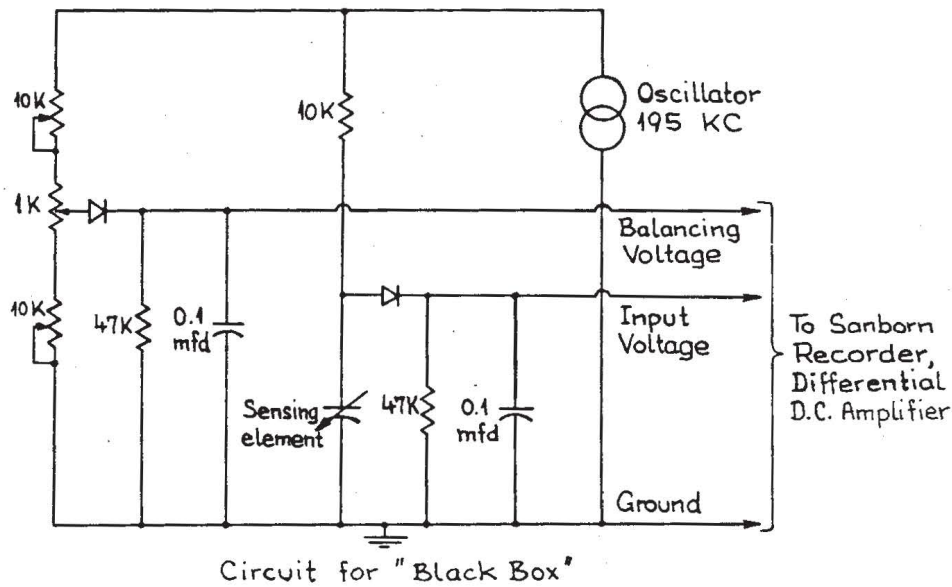 10K
10K
Oscillator
195 KC
1K
Balancing
Voltage
10K
47K
0.1
mfd
Input
Voltage
To Sanborn
Recorder,
Differential
D.C. Amplifier
Sensing
element
47K
0.1
mfd
Ground
Circuit for "Black Box"